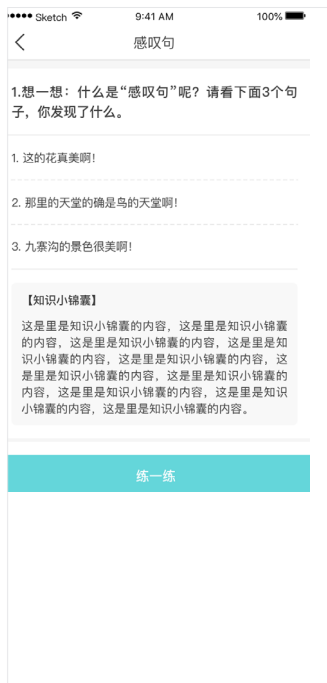 Sketch 9:41 AM 100%
感叹句
1.想一想：什么是“感叹句”呢？请看下面3个句
子，你发现了什么。
1. 这的花真美啊！
2. 那里的天堂的确是鸟的天堂啊！
3. 九寨沟的景色很美啊！
【知识小锦囊】
这是里是知识小锦囊的内容，这是里是知识小锦囊
的内容，这是里是知识小锦囊的内容，这是里是知
识小锦囊的内容，这是里是知识小锦囊的内容，这
是里是知识小锦囊的内容，这是里是知识小锦囊的
内容，这是里是知识小锦囊的内容，这是里是知识
小锦囊的内容，这是里是知识小锦囊的内容。
练一练